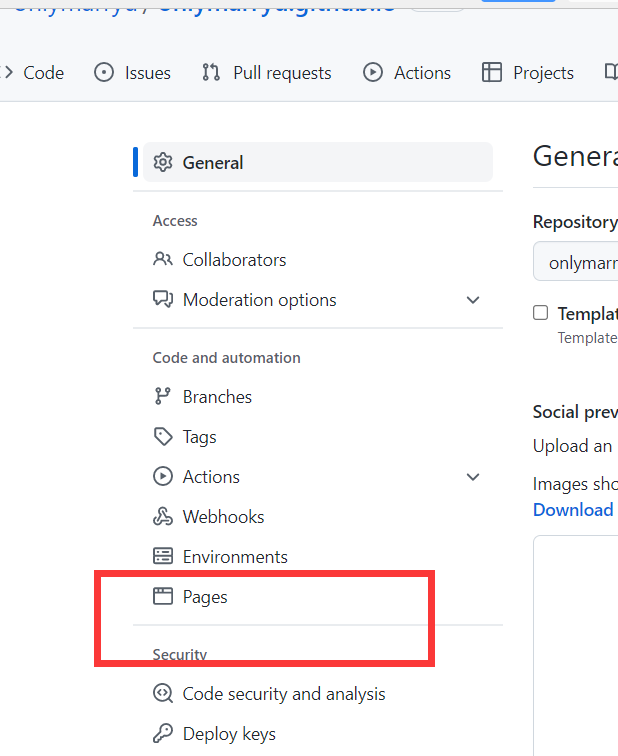 Code Issues Pull requests Actions Projects
General
Access
Collaborators
Moderation options
Code and automation
Branches
Tags
Actions
Webhooks
Environments
Pages
Security
Code security and analysis
Deploy keys
Genera
Repository
onlymarr
Templat
Template
Social prev
Upload an
Images sho
Download